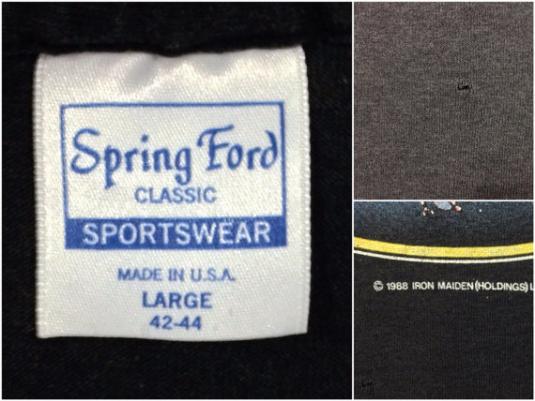 Spring Ford
CLASSIC
SPORTSWEAR
MADE IN U.S.A.
LARGE
42-44
© 1988 IRON MAIDEN (HOLDINGS) L